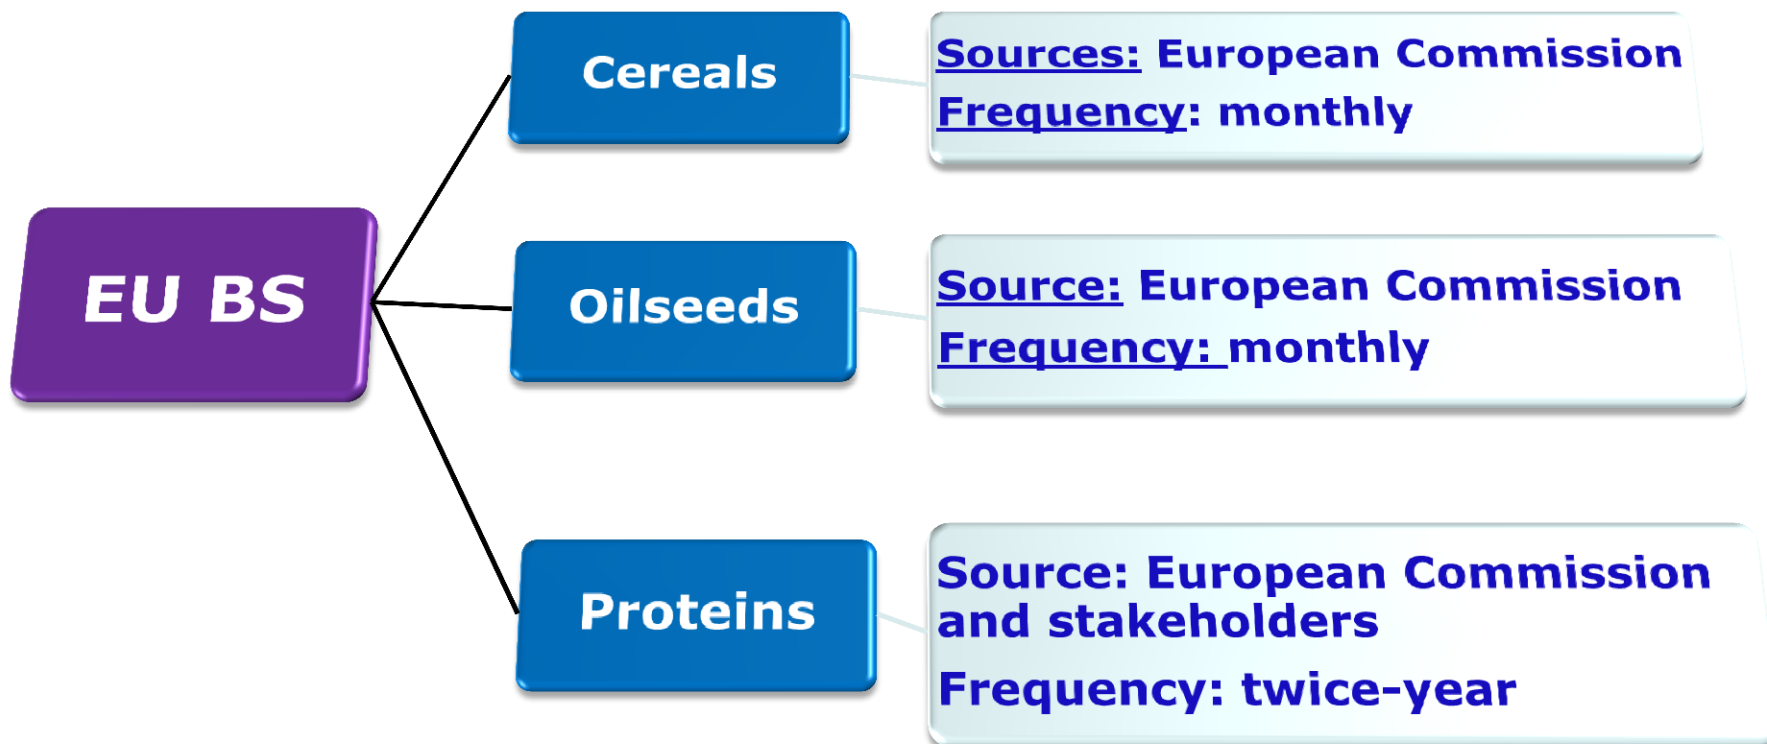 EU BS
Cereals
Sources: European Commission
Frequency: monthly
Oilseeds
Source: European Commission
Frequency: monthly
Proteins
Source: European Commission
and stakeholders
Frequency: twice-year